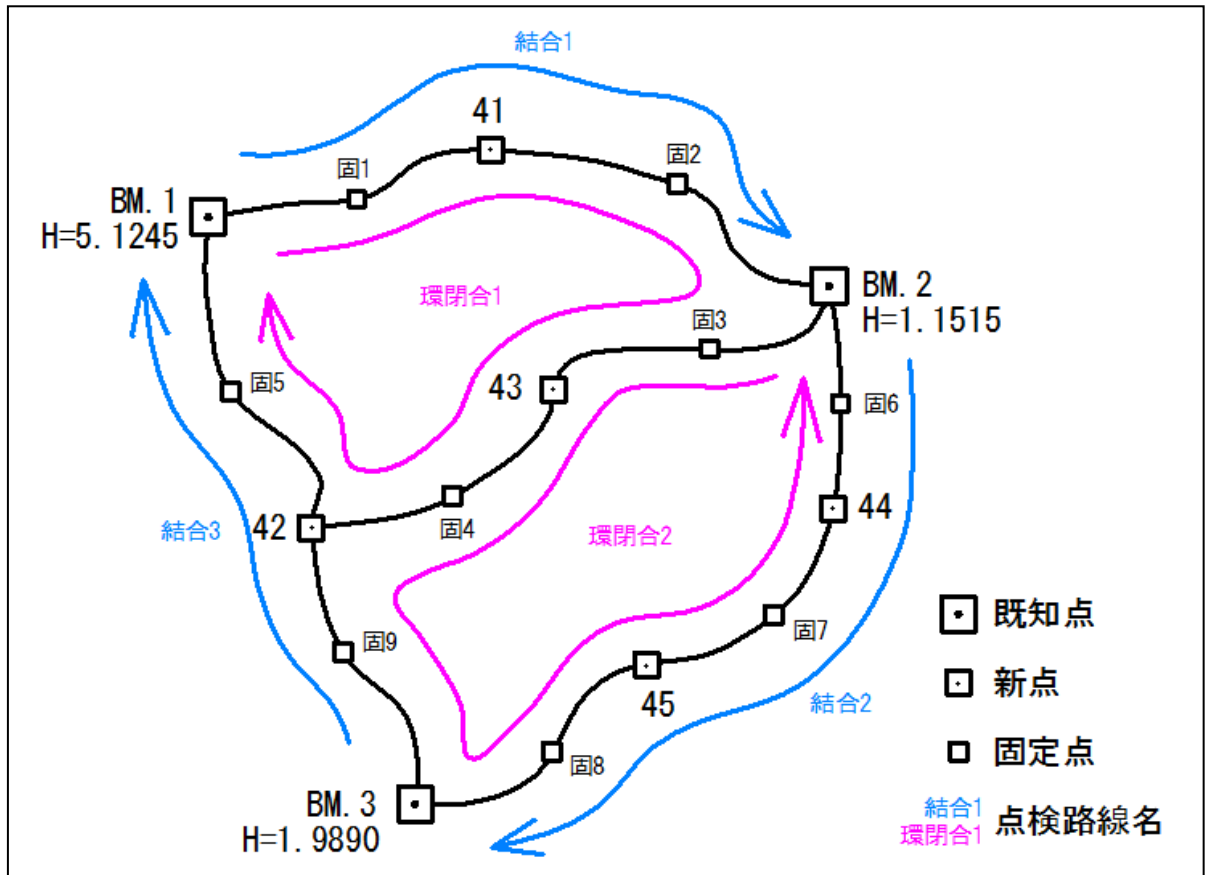 結合1
41
固1
固2
BM. 1
H=5. 1245
BM. 2
H=1. 1515
環閉合1
固3
固5
43
固6
42
固4
44
結合3
環閉合2
固9
固7
45
結合2
固8
BM. 3
H=1. 9890
既知点
新点
固定点
結合1
環閉合1
点検路線名